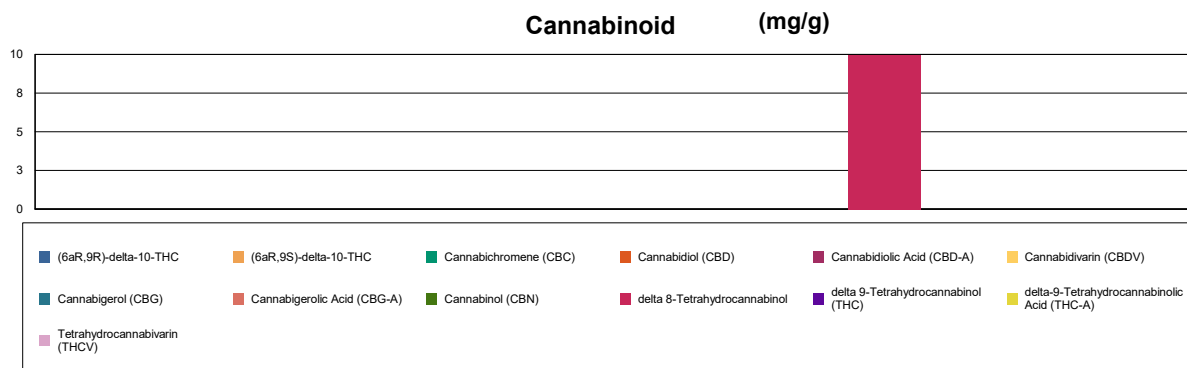 Cannabinoid (mg/g)
10
8
5
3
0
(6aR,9R)-delta-10-THC
(6aR,9S)-delta-10-THC
Cannabichromene (CBC)
Cannabidiol (CBD)
Cannabidiolic Acid (CBD-A)
Cannabidivarin (CBDV)
Cannabigerol (CBG)
Cannabigerolic Acid (CBG-A)
Cannabinol (CBN)
delta 8-Tetrahydrocannabinol
delta 9-Tetrahydrocannabinol
(THC)
delta-9-Tetrahydrocannabinolic
Acid (THC-A)
Tetrahydrocannabivarin
(THCV)